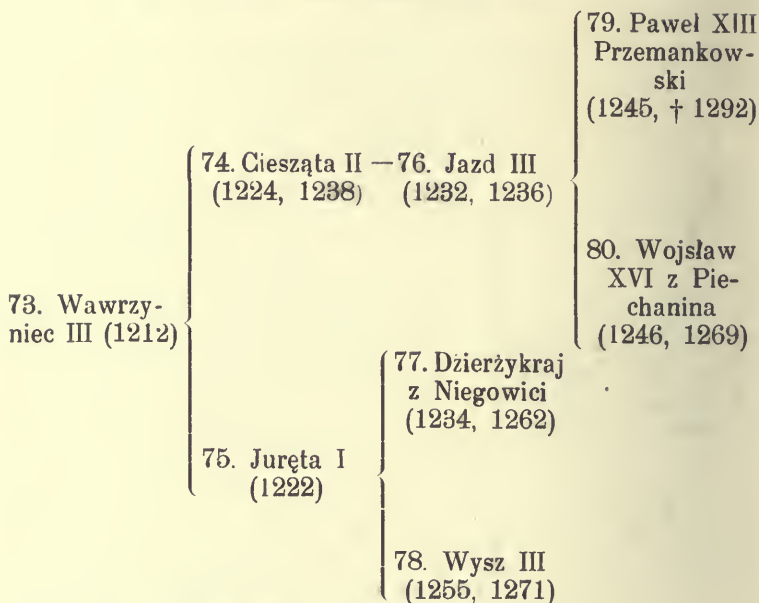 79. Paweł XIII
Przemankow-
ski
(1245, † 1292)
74. Ciesząta II — 76. Jazd III
(1224, 1238) (1232, 1236)
80. Wojsław
XVI z Pie-
chanina
(1246, 1269)
73. Wawrzy-
niec III (1212)
77. Dzierżykraj
z Niegowici
(1234, 1262)
75. Juręta I
(1222)
78. Wysz III
(1255, 1271)